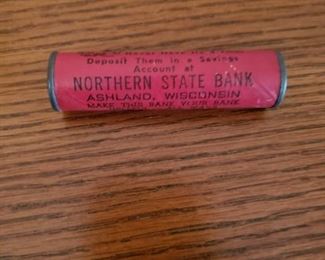 Deposit Them in a Savings
Account at
NORTHERN STATE BANK
ASHLAND, WISCONSIN
MAKE THIS BANK YOUR BANK